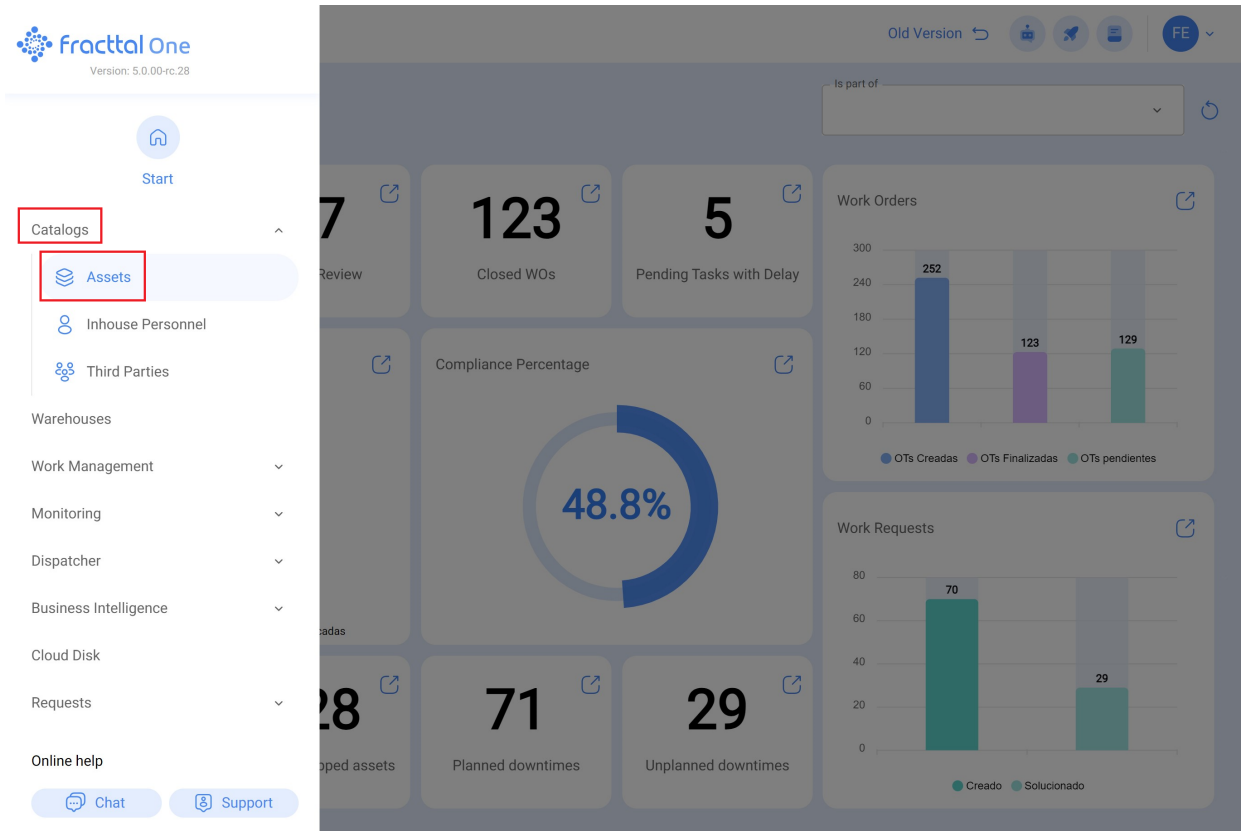 fracttal One
Version: 5.0.00-rc.28
Start
Catalogs
Assets
Inhouse Personnel
Third Parties
Warehouses
Work Management
Monitoring
Dispatcher
Business Intelligence
Cloud Disk
Requests
Online help
Chat
Support
Old Version
FE
Is part of
7
Review
123
Closed WOs
5
Pending Tasks with Delay
Work Orders
300
240
180
120
60
0
252
123
129
OTs Creadas
OTs Finalizadas
OTs pendientes
Compliance Percentage
48.8%
Work Requests
80
60
40
20
0
70
29
Creado
Solucionado
28
71
Planned downtimes
29
Unplanned downtimes
assets